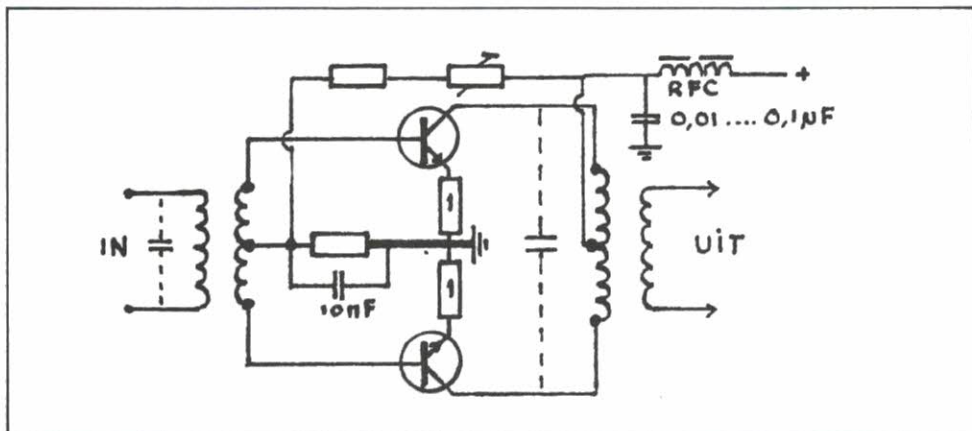 RFC
+
0,01 .... 0,1µF
1
IN
UiT
1
10nF